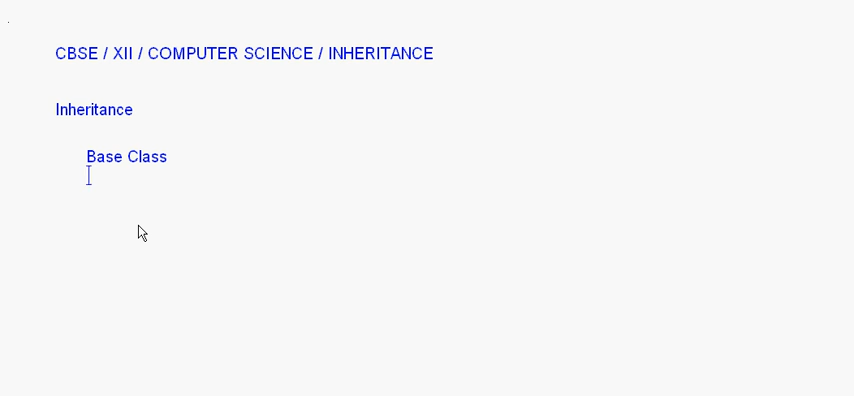 CBSE / XII / COMPUTER SCIENCE / INHERITANCE
Inheritance
Base Class